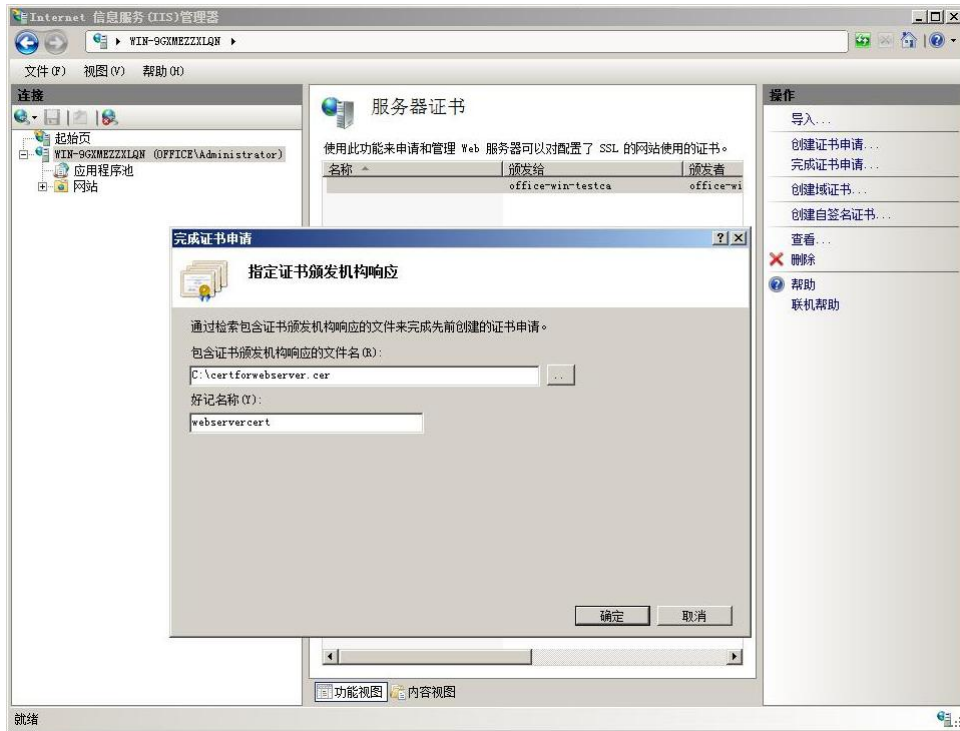 Internet 信息服务(IIS)管理器
WIN-9GXMEZZXLQN
文件(F) 视图(V) 帮助(H)
连接
起始页
WIN-9GXMEZZXLQN (OFFICE\Administrator)
应用程序池
网站
服务器证书
使用此功能来申请和管理 Web 服务器可以对配置了 SSL 的网站使用的证书。
名称 颁发给 颁发者
office-win-testca office-wi
完成证书申请
指定证书颁发机构响应
通过检索包含证书颁发机构响应的文件来完成先前创建的证书申请。
包含证书颁发机构响应的文件名(R):
C:\certforwebserver.cer
..
好记名称(Y):
webservercert
确定 取消
功能视图 内容视图
操作
导入...
创建证书申请...
完成证书申请...
创建域证书...
创建自签名证书...
查看...
删除
帮助
联机帮助
就绪